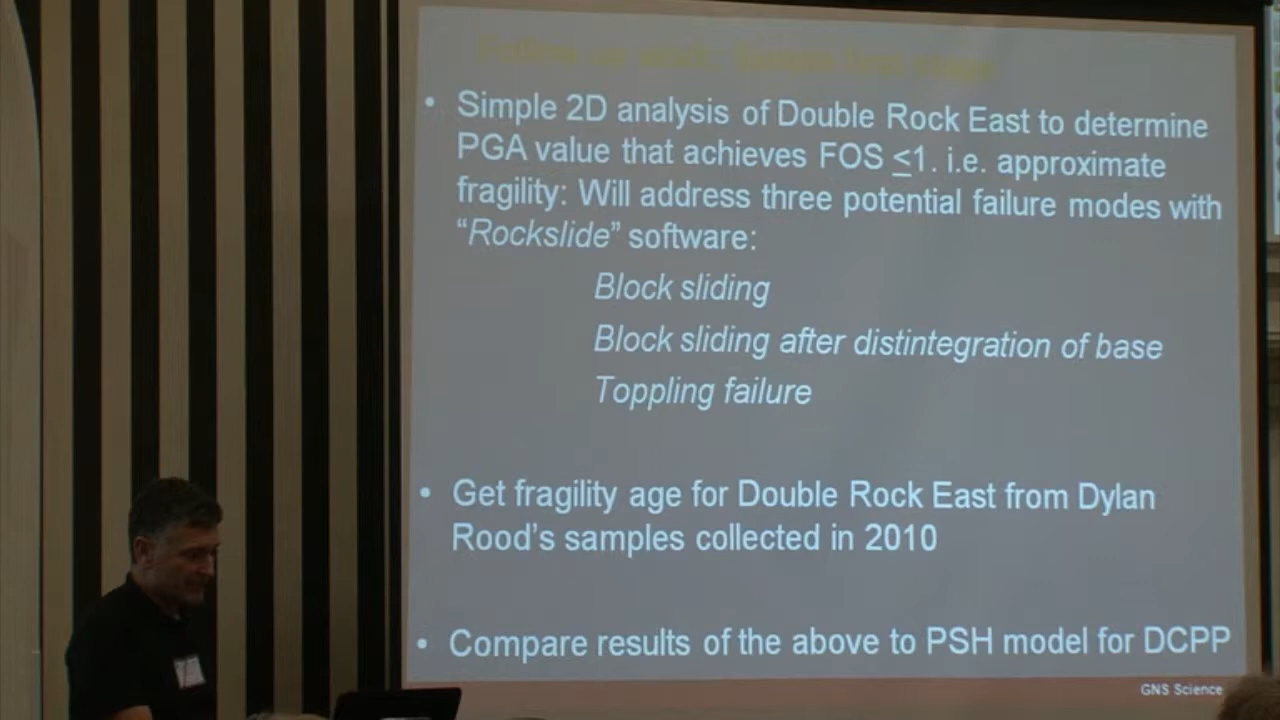 Follow up work:
• Simple 2D analysis of Double Rock East to determine
PGA value that achieves FOS <1. i.e. approximate
fragility: Will address three potential failure modes with
“Rockslide” software:
Block sliding
Block sliding after distintegration of base
Toppling failure
• Get fragility age for Double Rock East from Dylan
Rood’s samples collected in 2010
• Compare results of the above to PSH model for DCPP
GNS Science